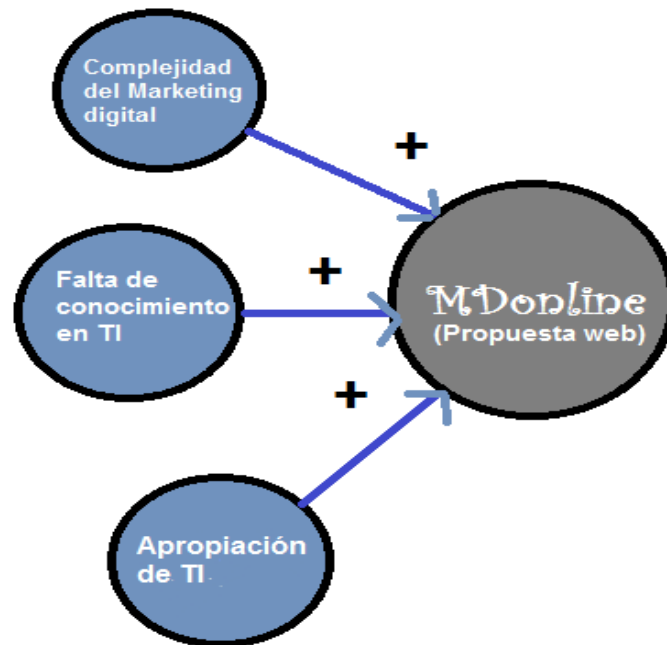 Complejidad
del Marketing
digital
+
Falta de
conocimiento
en TI
+
MDonline
(Propuesta web)
+
Apropiación
de TI